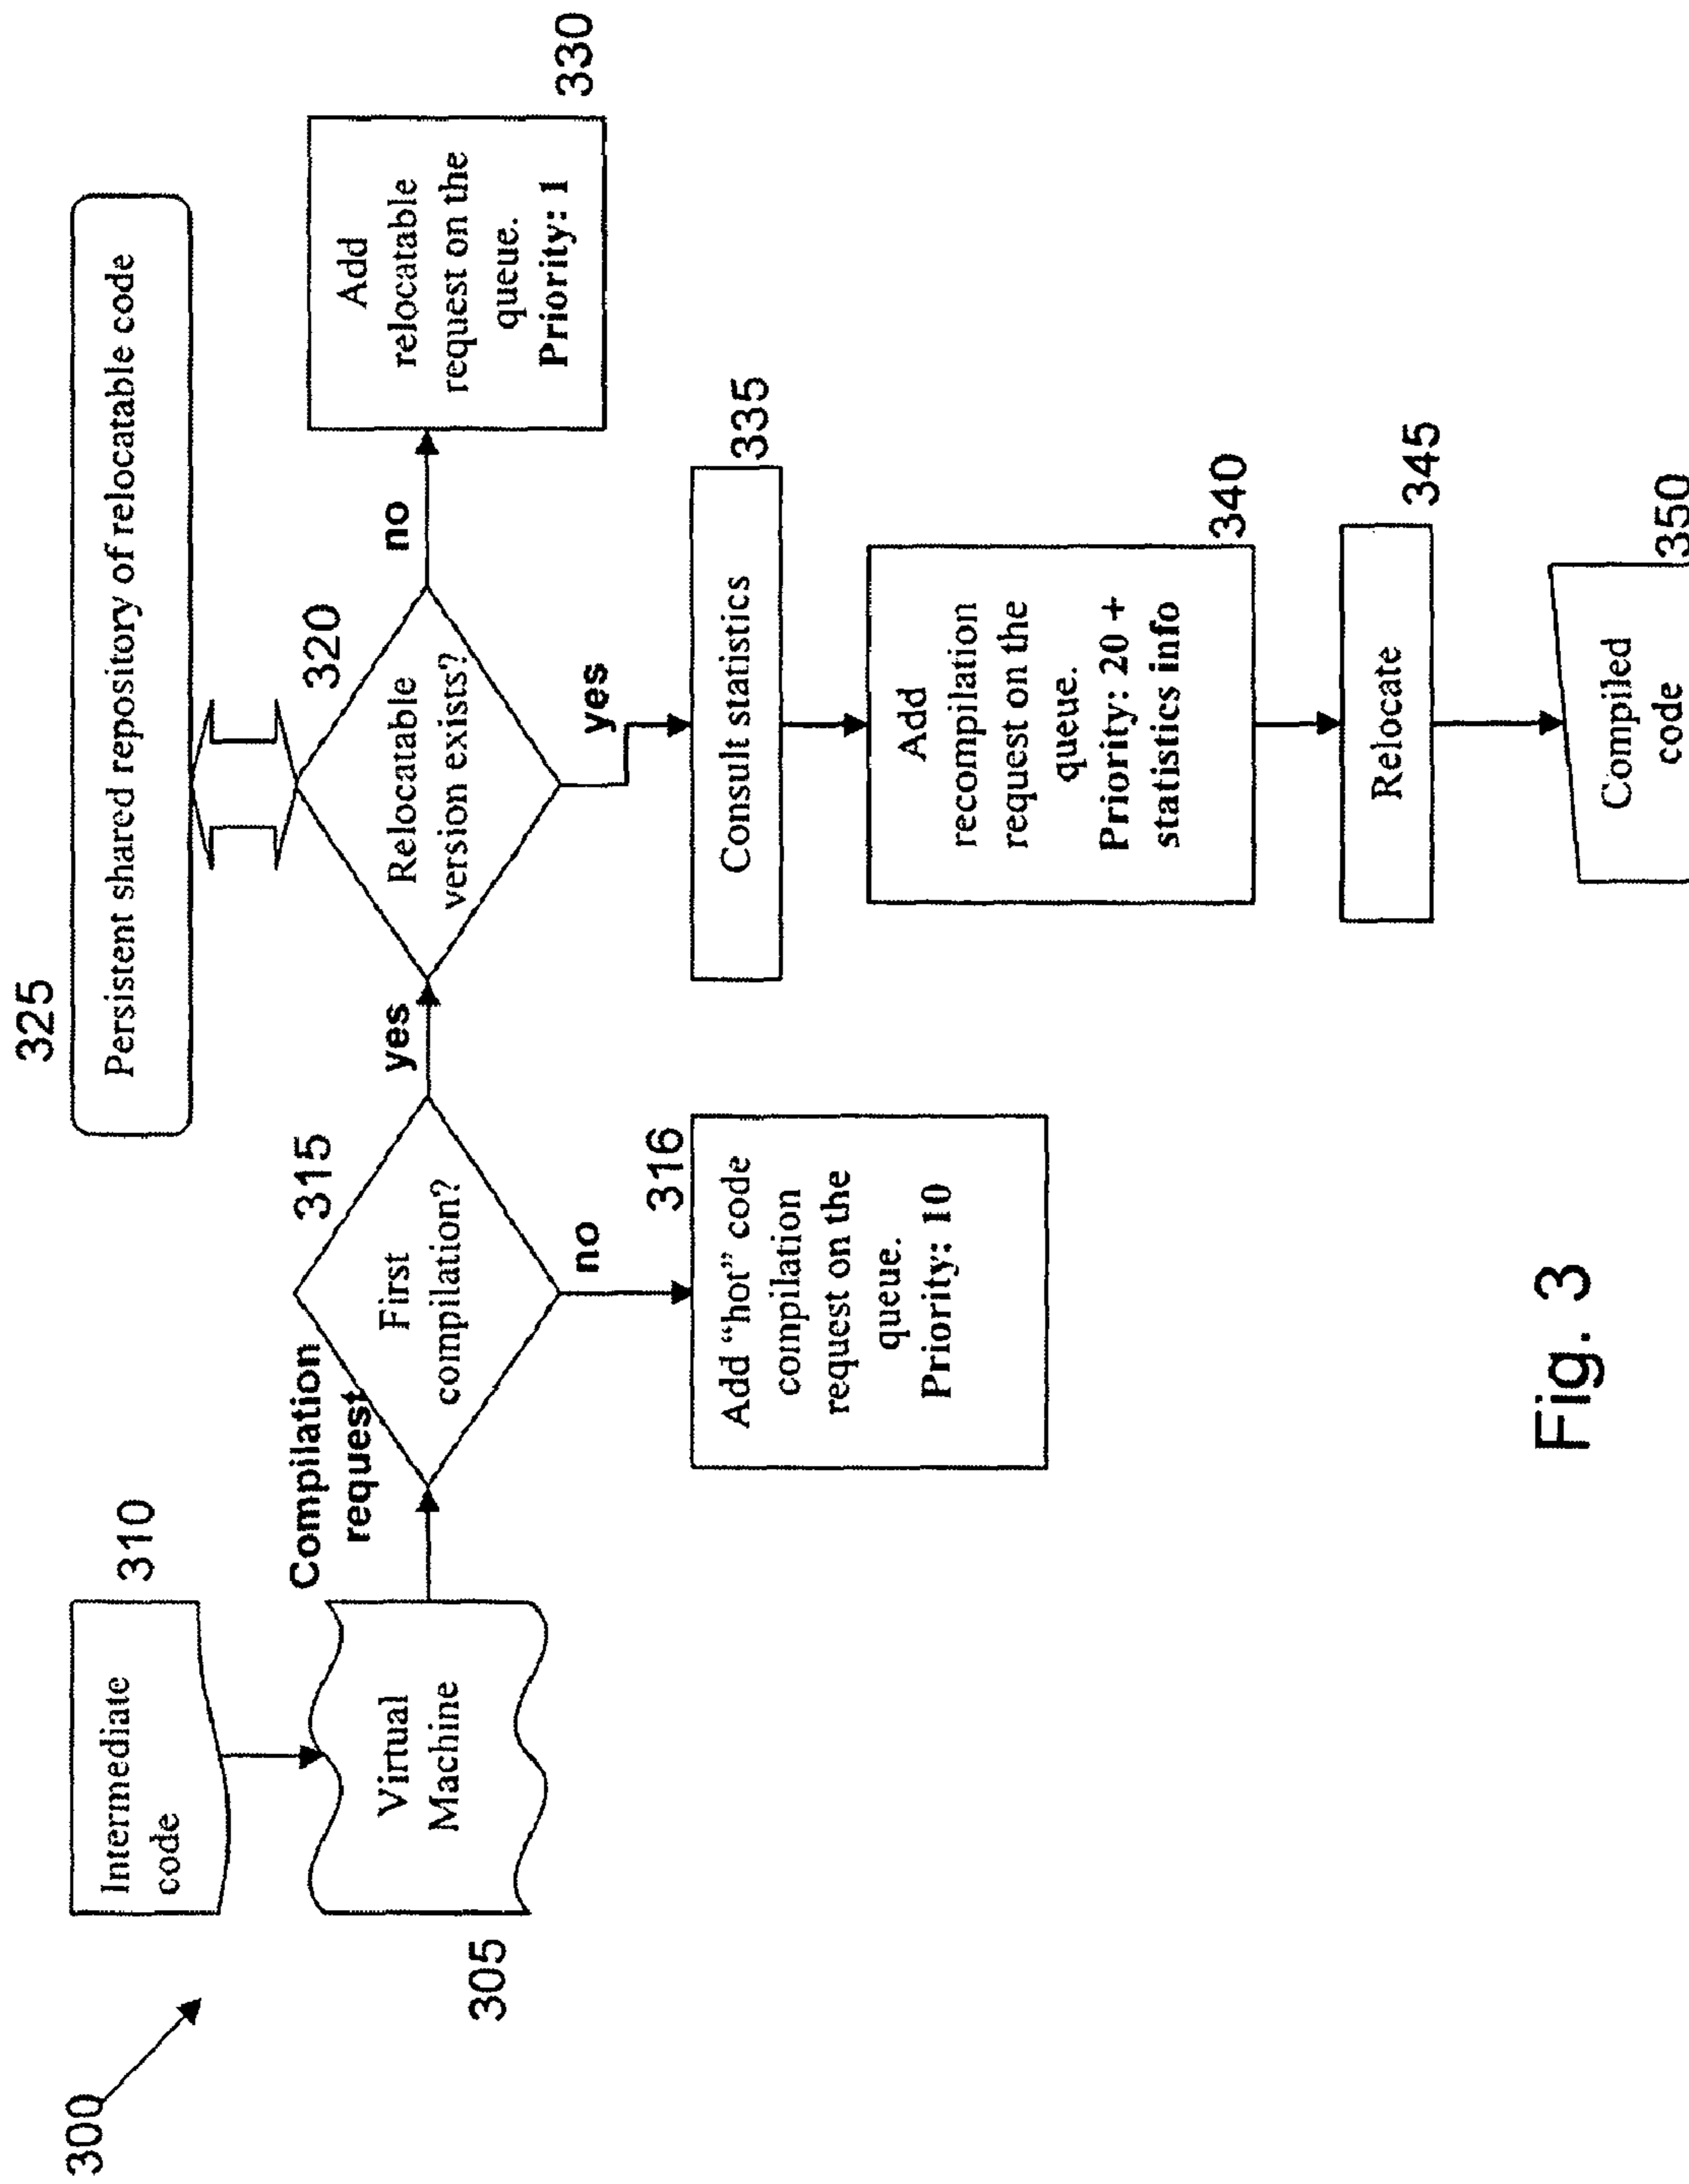 300
310
Intermediate
code
305
Virtual
Machine
Compilation
request
315
First
compilation?
yes
no
316
Add “hot” code
compilation
request on the
queue.
Priority: 10
325
Persistent shared repository of relocatable code
320
Relocatable
version exists?
no
330
Add
relocatable
request on the
queue.
Priority: 1
yes
335
Consult statistics
340
Add
recompilation
request on the
queue.
Priority: 20 +
statistics info
345
Relocate
350
Compiled
code
Fig. 3